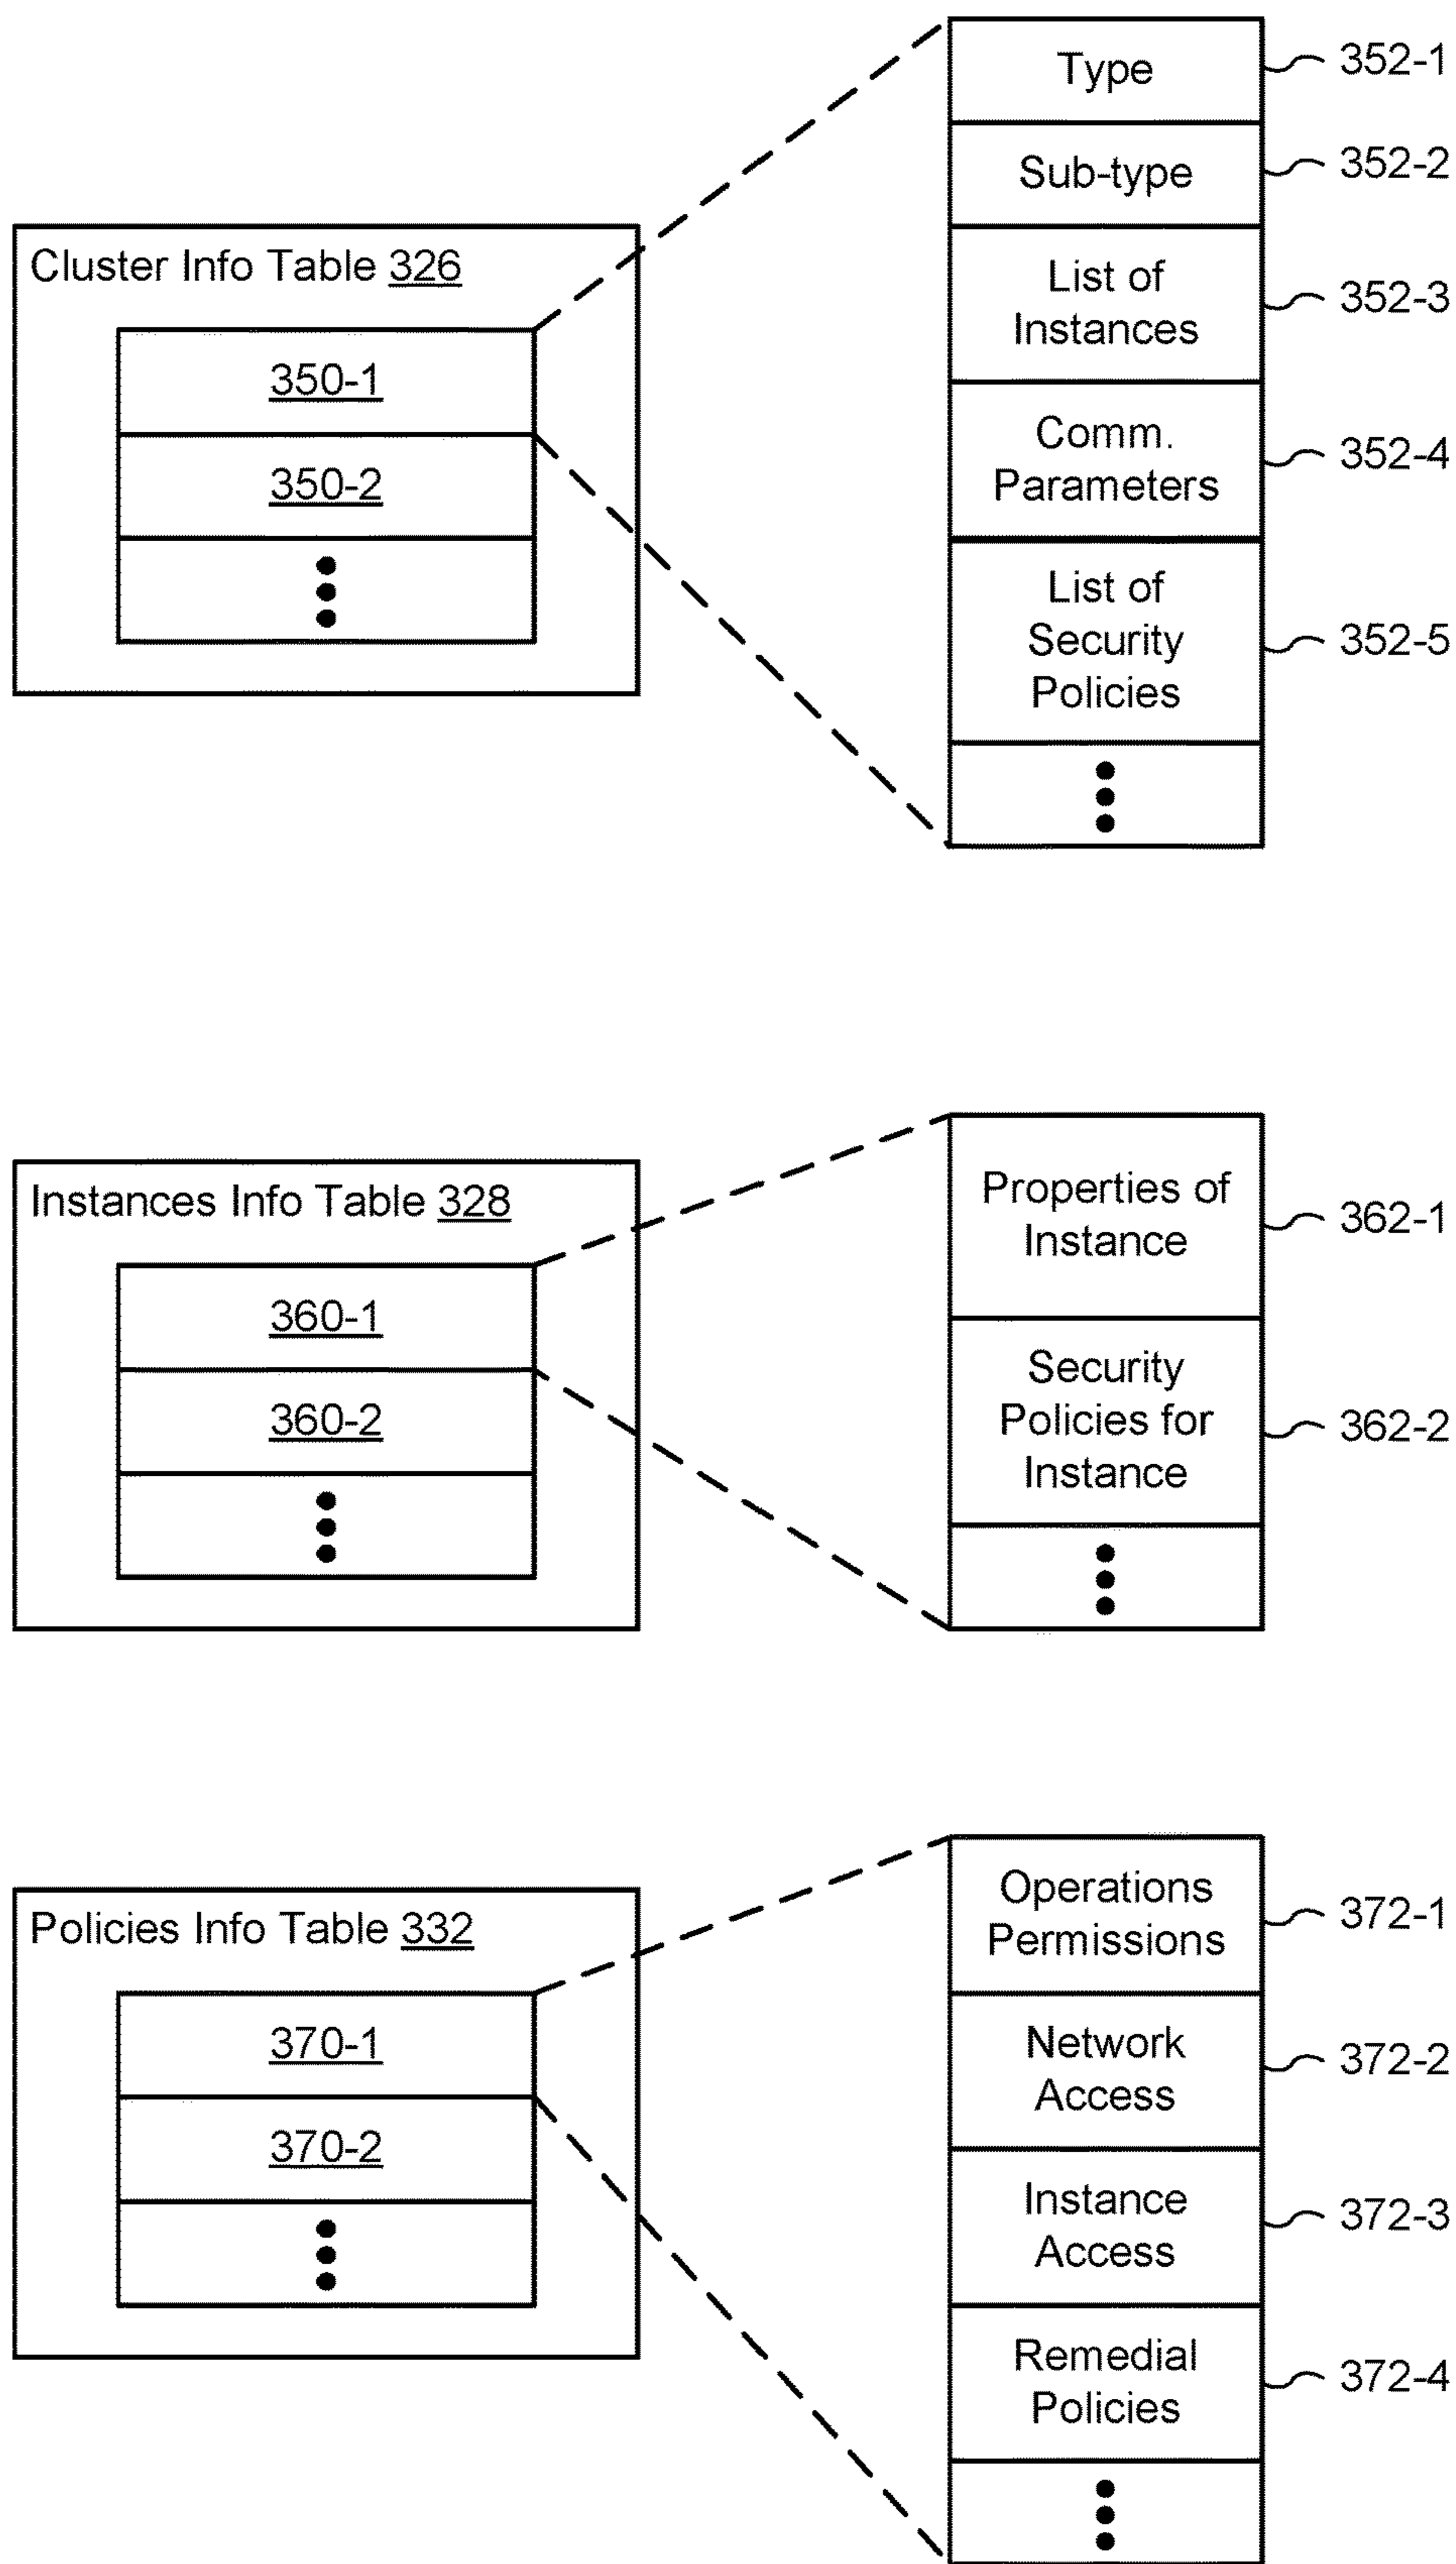 Cluster Info Table 326
350-1
350-2
Type
352-1
Sub-type
352-2
List of
Instances
352-3
Comm.
Parameters
352-4
List of
Security
Policies
352-5
Instances Info Table 328
360-1
360-2
Properties of
Instance
362-1
Security
Policies for
Instance
362-2
Policies Info Table 332
370-1
370-2
Operations
Permissions
372-1
Network
Access
372-2
Instance
Access
372-3
Remedial
Policies
372-4